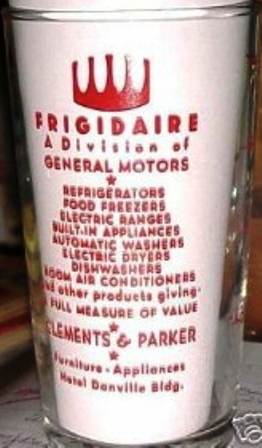 FRIGIDAIRE
A Division of
GENERAL MOTORS
REFRIGERATORS
FOOD FREEZERS
ELECTRIC RANGES
BUILT-IN APPLIANCES
AUTOMATIC WASHERS
ELECTRIC DRYERS
DISHWASHERS
ROOM AIR CONDITIONERS
and other products giving-
FULL MEASURE OF VALUE
CLEMENTS & PARKER
Furniture - Appliances
Hotel Danville Bldg.